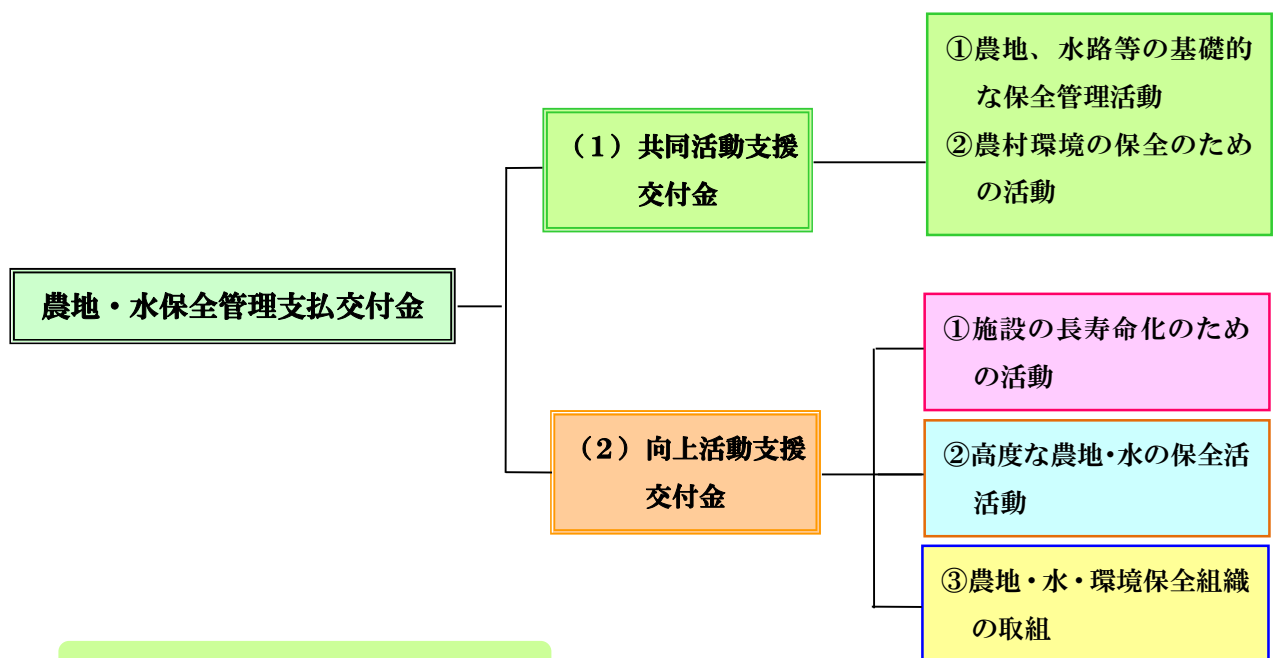 農地・水保全管理支払交付金
（１）共同活動支援
交付金
①農地、水路等の基礎的
な保全管理活動
②農村環境の保全のため
の活動
（２）向上活動支援
交付金
①施設の長寿命化のため
の活動
②高度な農地・水の保全活
活動
③農地・水・環境保全組織
の取組